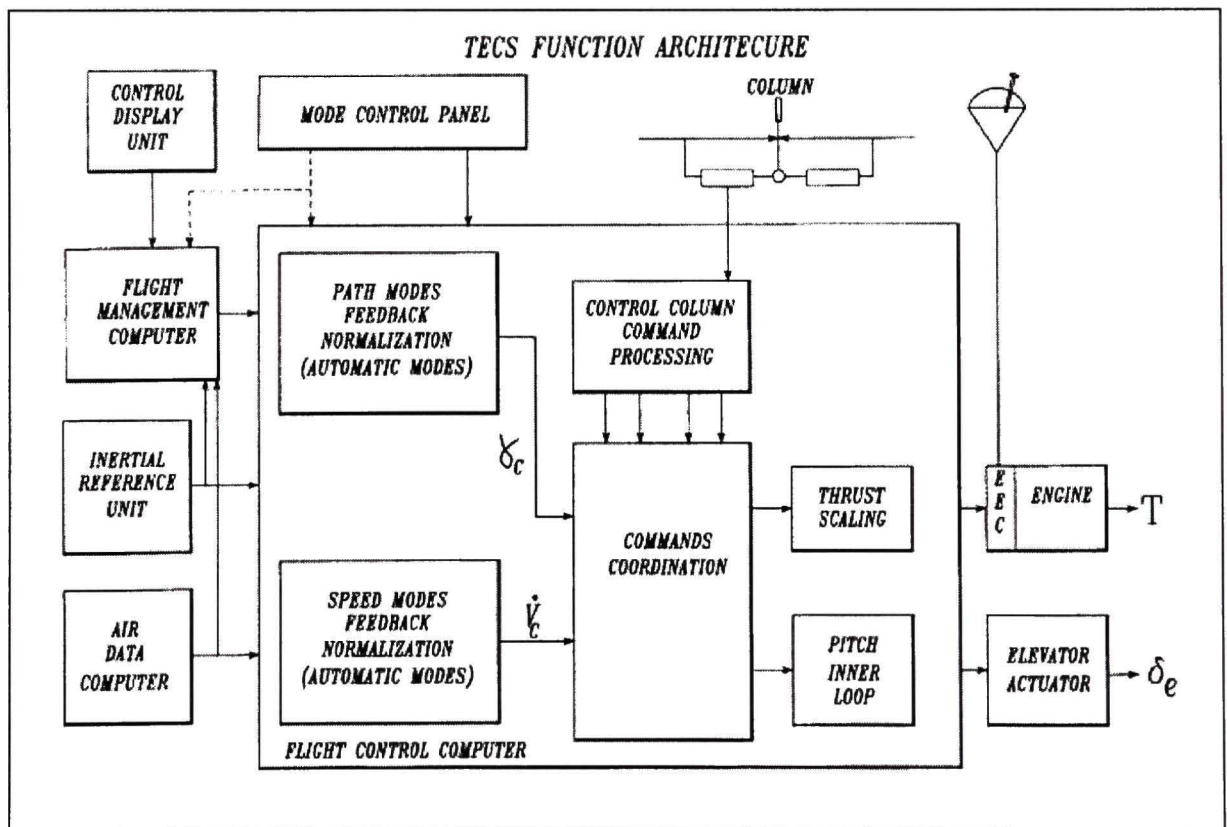 TECS FUNCTION ARCHITECURE
CONTROL
DISPLAY
UNIT
MODE CONTROL PANEL
COLUMN
FLIGHT
MANAGEMENT
COMPUTER
PATH MODES
FEEDBACK
NORMALIZATION
(AUTOMATIC MODES)
CONTROL COLUMN
COMMAND
PROCESSING
γc
INERTIAL
REFERENCE
UNIT
COMMANDS
COORDINATION
THRUST
SCALING
E
E
C
ENGINE
T
AIR
DATA
COMPUTER
SPEED MODES
FEEDBACK
NORMALIZATION
(AUTOMATIC MODES)
V̇c
PITCH
INNER
LOOP
ELEVATOR
ACTUATOR
δe
FLIGHT CONTROL COMPUTER